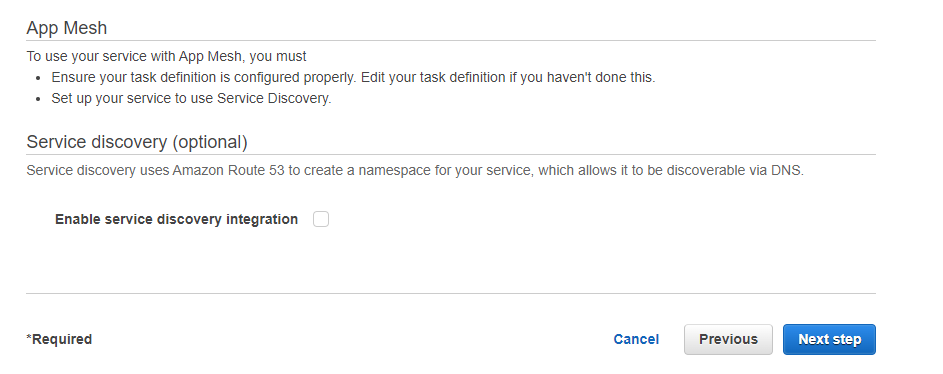 App Mesh
To use your service with App Mesh, you must
• Ensure your task definition is configured properly. Edit your task definition if you haven't done this.
• Set up your service to use Service Discovery.
Service discovery (optional)
Service discovery uses Amazon Route 53 to create a namespace for your service, which allows it to be discoverable via DNS.
Enable service discovery integration
*Required Cancel Previous Next step